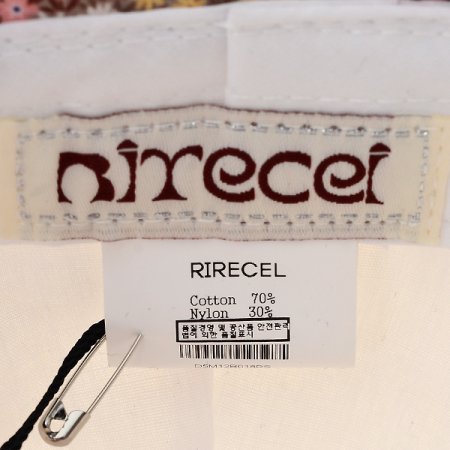 Rirecel
RIRECEL
Cotton 70%
Nylon 30%
품질경영 및 공산품 안전관리
법에 의한 품질표시